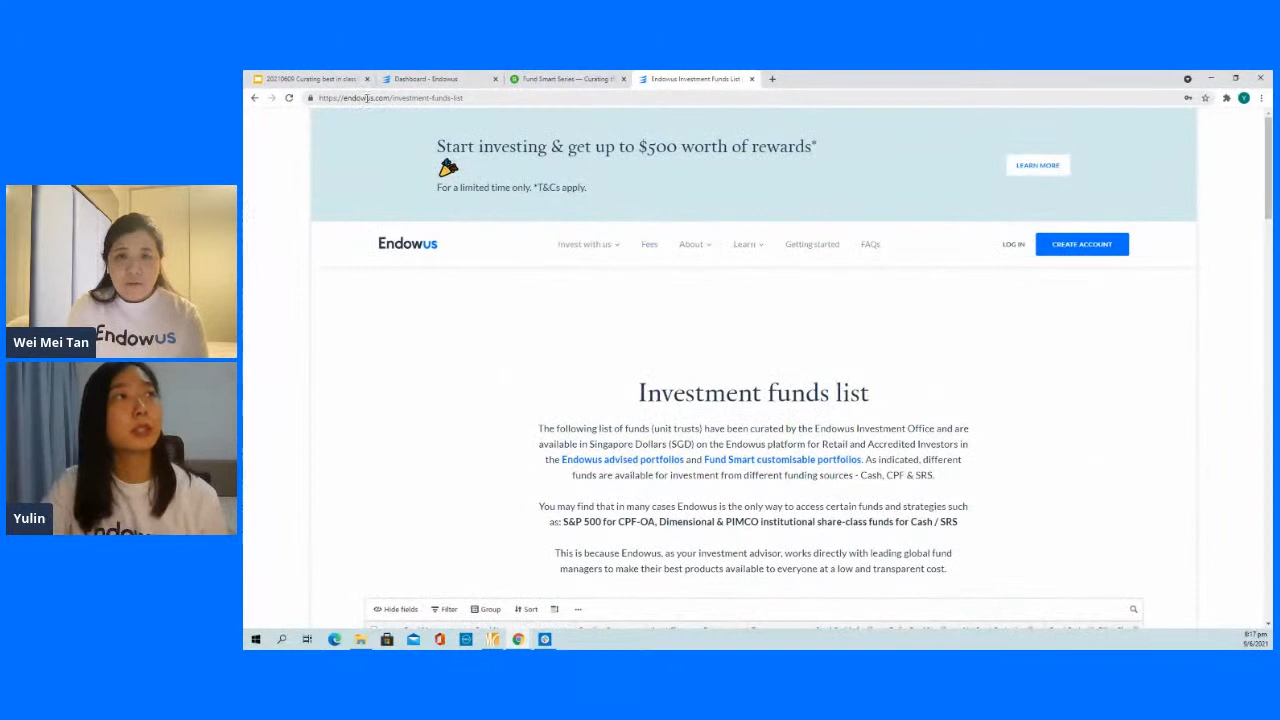 20210609 Curating best in class
Dashboard - Endowus
Fund Smart Series — Curating t
Endowus Investment Funds List
https://endowus.com/investment-funds-list
Start investing & get up to $500 worth of rewards*
For a limited time only. *T&Cs apply.
LEARN MORE
Endowus
Invest with us
Fees
About
Learn
Getting started
FAQs
LOG IN
CREATE ACCOUNT
Investment funds list
The following list of funds (unit trusts) have been curated by the Endowus Investment Office and are
available in Singapore Dollars (SGD) on the Endowus platform for Retail and Accredited Investors in
the Endowus advised portfolios and Fund Smart customisable portfolios. As indicated, different
funds are available for investment from different funding sources - Cash, CPF & SRS.
You may find that in many cases Endowus is the only way to access certain funds and strategies such
as: S&P 500 for CPF-OA, Dimensional & PIMCO institutional share-class funds for Cash / SRS
This is because Endowus, as your investment advisor, works directly with leading global fund
managers to make their best products available to everyone at a low and transparent cost.
Hide fields
Filter
Group
Sort
8:17 pm
9/6/2021
Endowus
Wei Mei Tan
Yulin